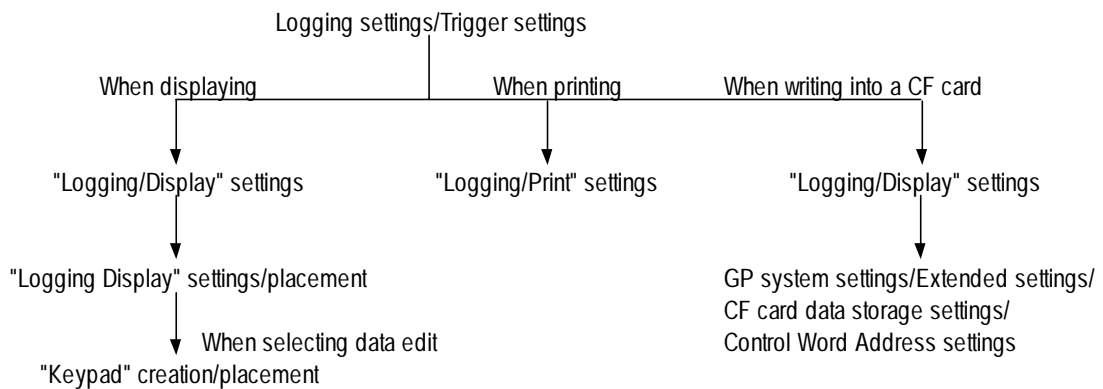 Logging settings/Trigger settings
When displaying
When printing
When writing into a CF card
"Logging/Display" settings
"Logging/Print" settings
"Logging/Display" settings
"Logging Display" settings/placement
GP system settings/Extended settings/
CF card data storage settings/
Control Word Address settings
When selecting data edit
"Keypad" creation/placement